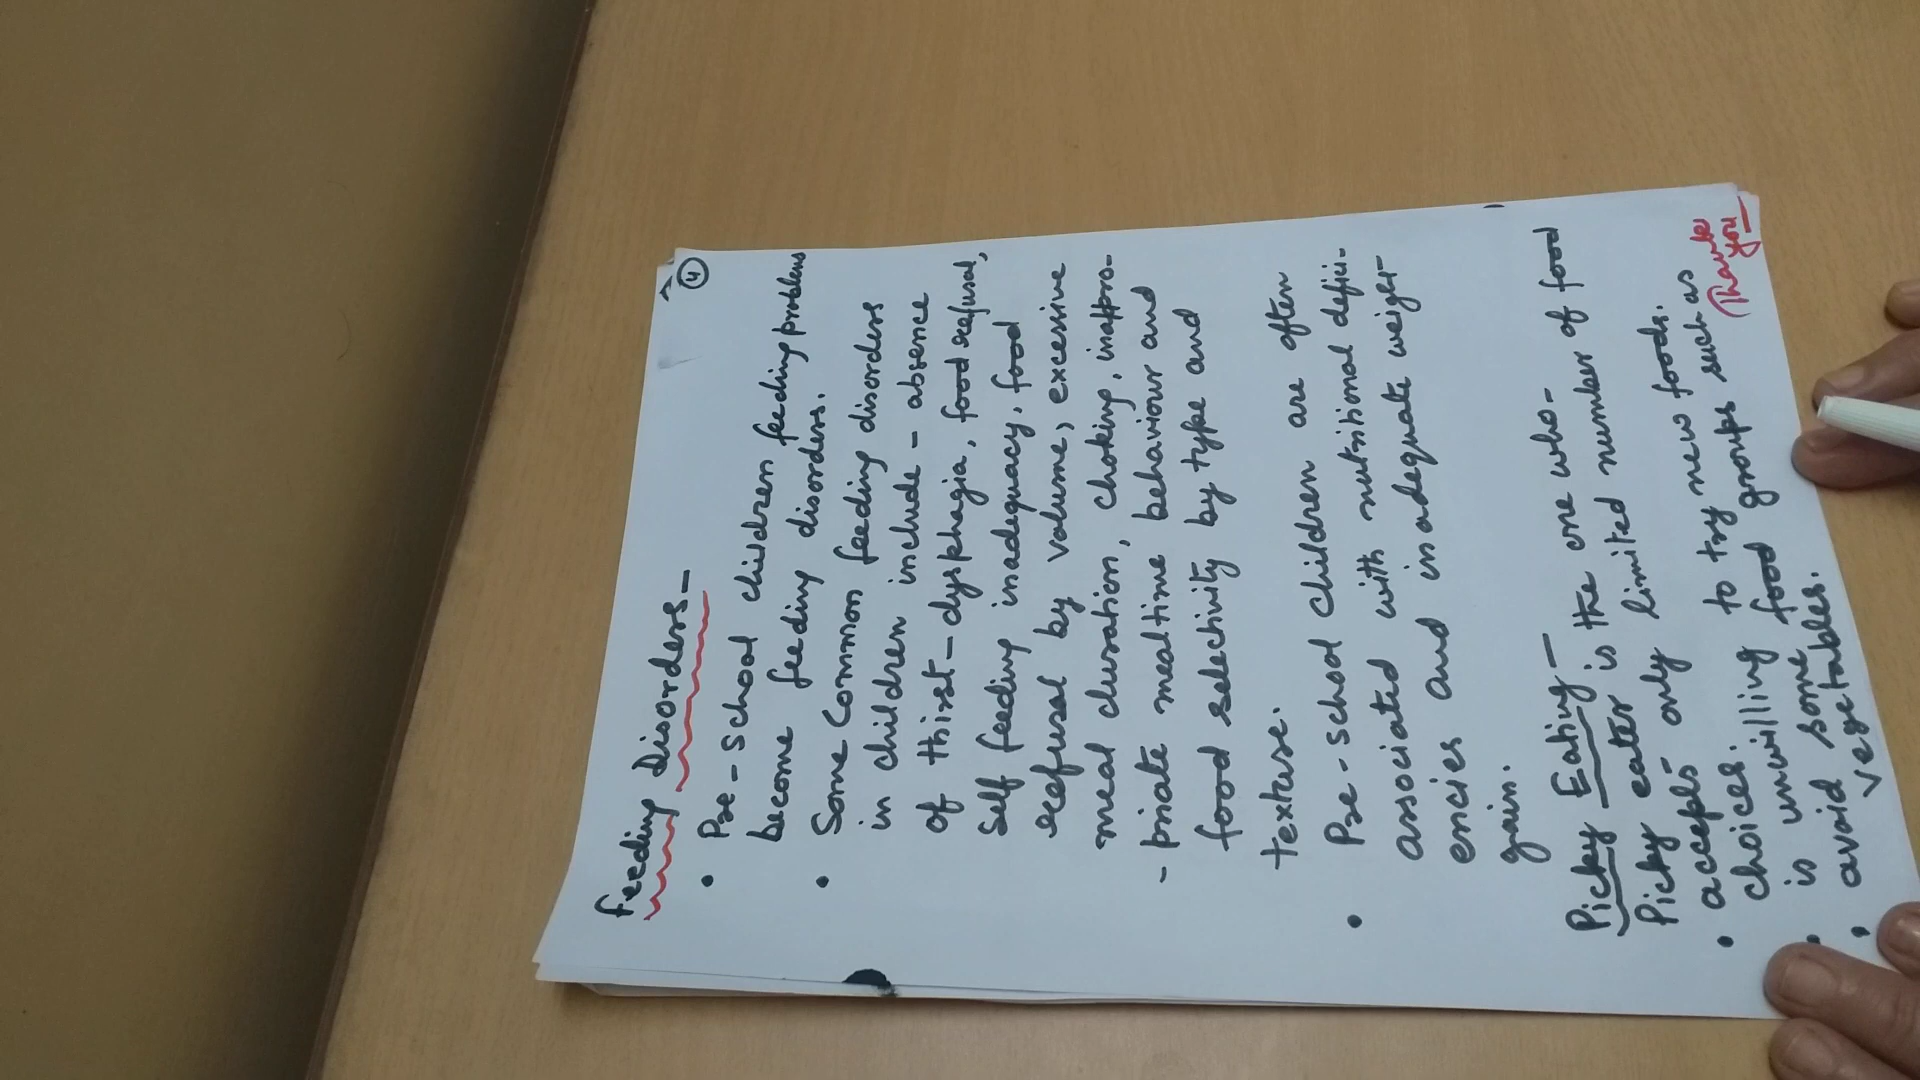 4
Feeding Disorders-
• Pre-school children feeding problems
become feeding disorders.
• Some Common feeding disorders
in children include - absence
of thirst - dysphagia, food refusal,
self feeding inadequacy, food
refusal by volume, excessive
meal duration, choking, inappro-
- priate mealtime behaviour and
food selectivity by type and
texture.
• Pre-school children are often
associated with nutritional defici-
encies and inadequate weight
gain.
Picky Eating -
Picky eater is the one who-
• accepts only limited number of food
choices.
• is unwilling to try new foods.
• avoid some food groups such as
vegetables.
Thank
you